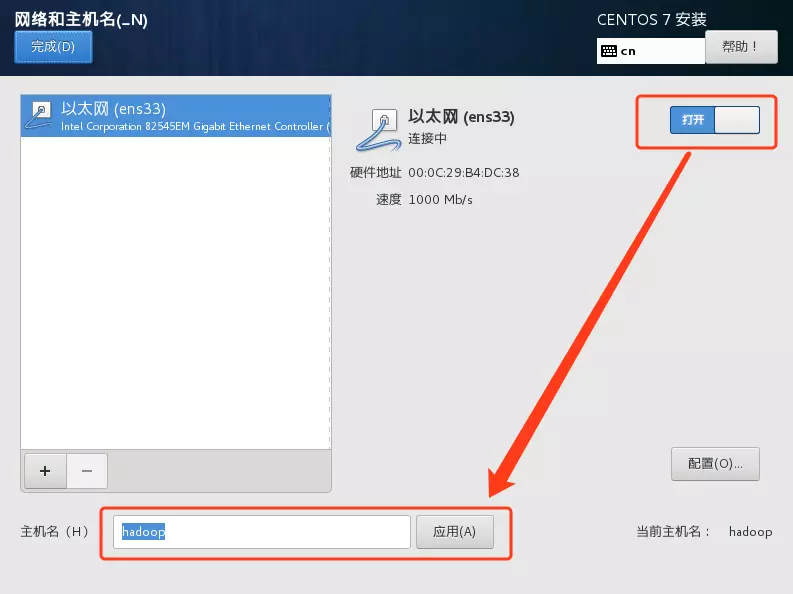 网络和主机名(_N)
CENTOS 7 安装
完成(D)
cn
帮助！
以太网 (ens33)
Intel Corporation 82545EM Gigabit Ethernet Controller (
以太网 (ens33)
连接中
打开
硬件地址 00:0C:29:B4:DC:38
速度 1000 Mb/s
+
−
配置(O)...
主机名（H） hadoop 应用(A)
当前主机名： hadoop